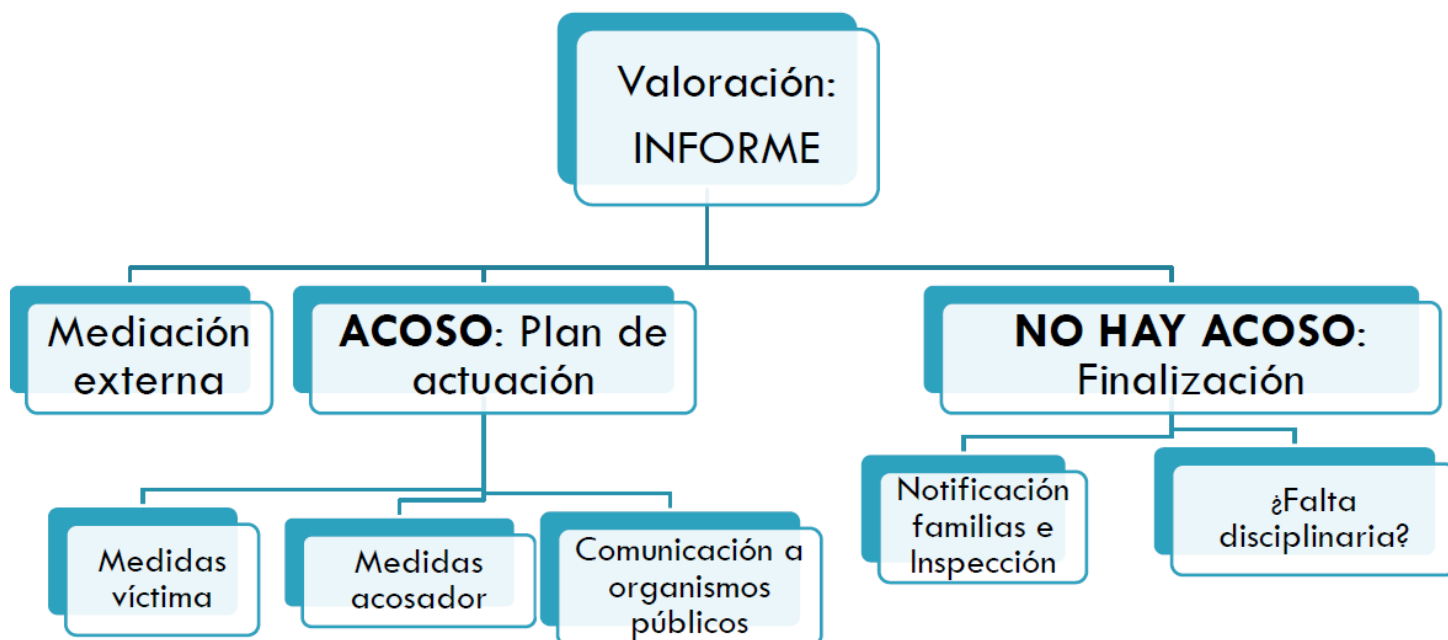 Valoración:
INFORME
Mediación
externa
ACOSO: Plan de
actuación
NO HAY ACOSO:
Finalización
Medidas
víctima
Medidas
acosador
Comunicación a
organismos
públicos
Notificación
familias e
Inspección
¿Falta
disciplinaria?